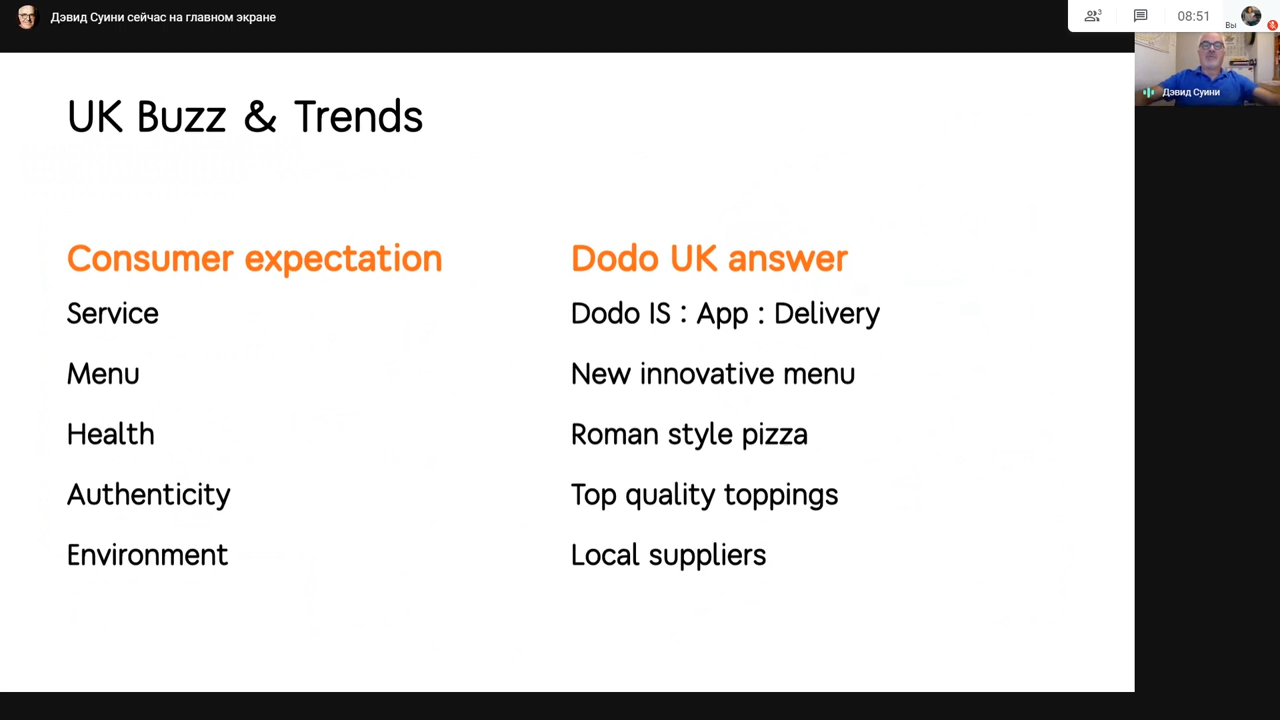 Дэвид Суини сейчас на главном экране
3
08:51
Вы
Дэвид Суини
UK Buzz & Trends
Consumer expectation
Dodo UK answer
Service
Dodo IS : App : Delivery
Menu
New innovative menu
Health
Roman style pizza
Authenticity
Top quality toppings
Environment
Local suppliers